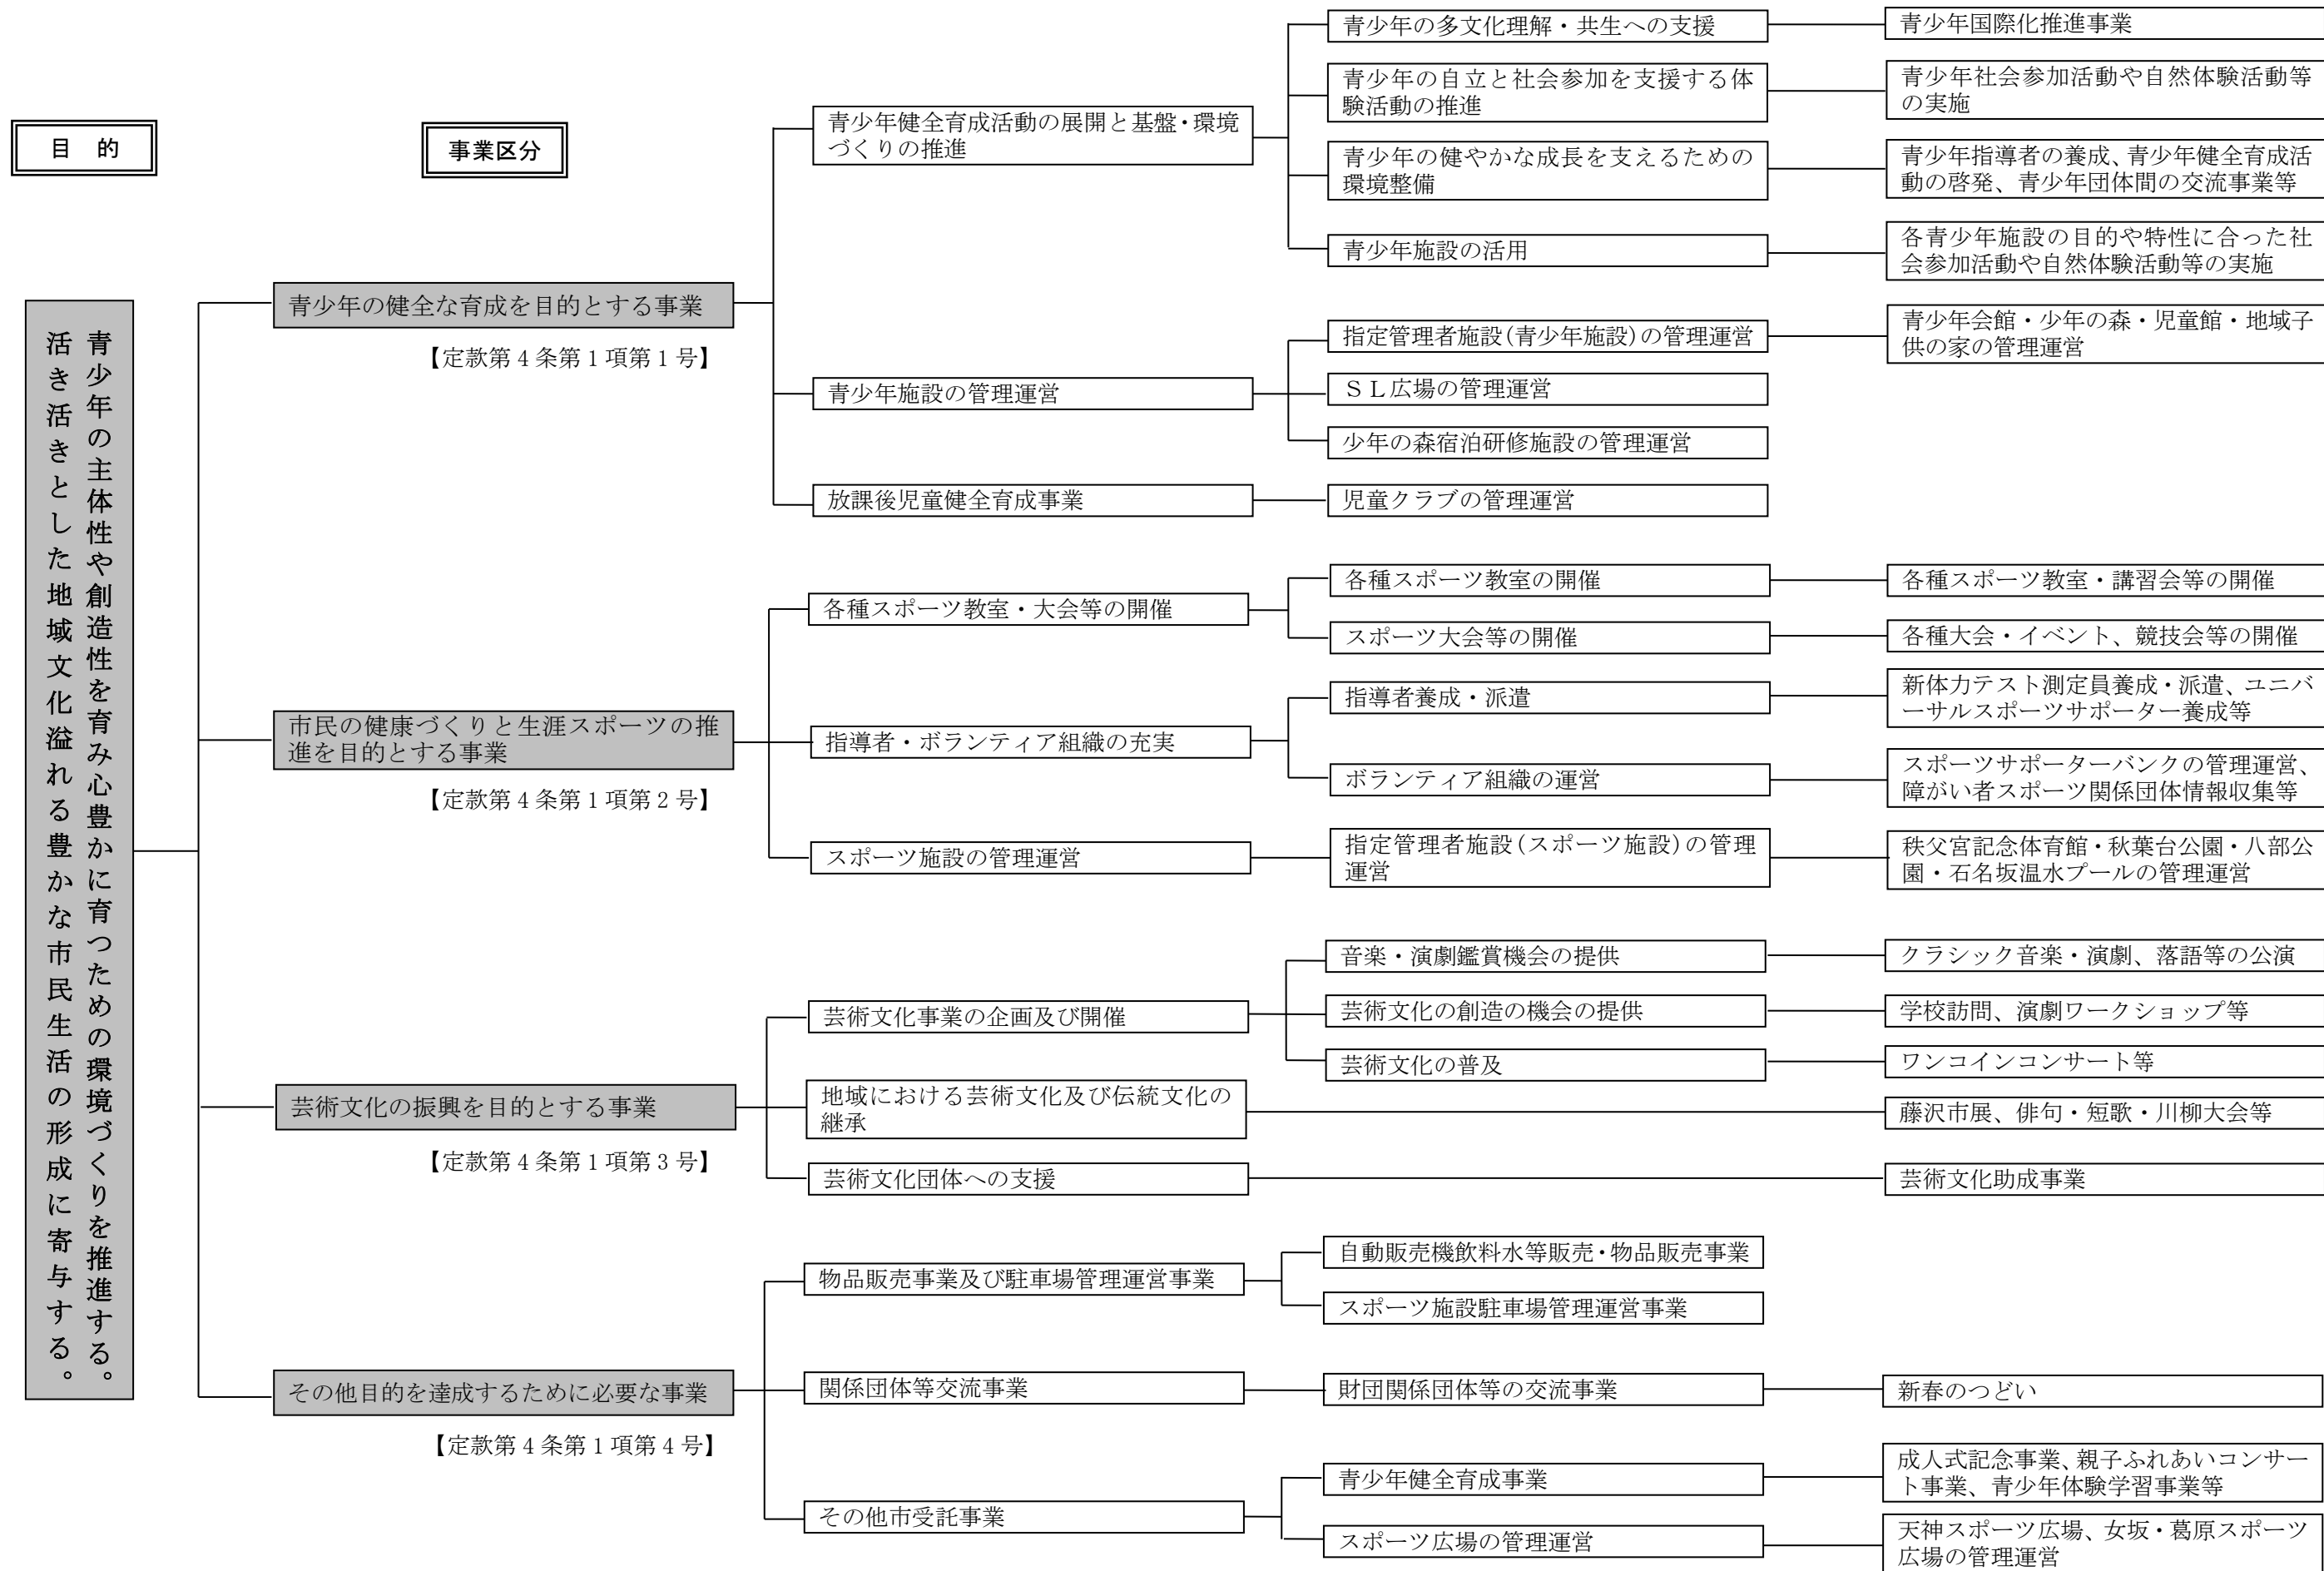 目　的
事業区分
青少年の主体性や創造性を育み心豊かに育つための環境づくりを推進する。
活き活きとした地域文化溢れる豊かな市民生活の形成に寄与する。
青少年の健全な育成を目的とする事業
【定款第４条第１項第１号】
青少年健全育成活動の展開と基盤・環境
づくりの推進
青少年の多文化理解・共生への支援
青少年国際化推進事業
青少年の自立と社会参加を支援する体
験活動の推進
青少年社会参加活動や自然体験活動等
の実施
青少年の健やかな成長を支えるための
環境整備
青少年指導者の養成、青少年健全育成活
動の啓発、青少年団体間の交流事業等
青少年施設の活用
各青少年施設の目的や特性に合った社
会参加活動や自然体験活動等の実施
青少年施設の管理運営
指定管理者施設(青少年施設)の管理運営
青少年会館・少年の森・児童館・地域子
供の家の管理運営
ＳＬ広場の管理運営
少年の森宿泊研修施設の管理運営
放課後児童健全育成事業
児童クラブの管理運営
市民の健康づくりと生涯スポーツの推
進を目的とする事業
【定款第４条第１項第２号】
各種スポーツ教室・大会等の開催
各種スポーツ教室の開催
各種スポーツ教室・講習会等の開催
スポーツ大会等の開催
各種大会・イベント、競技会等の開催
指導者・ボランティア組織の充実
指導者養成・派遣
新体力テスト測定員養成・派遣、ユニバ
ーサルスポーツサポーター養成等
ボランティア組織の運営
スポーツサポーターバンクの管理運営、
障がい者スポーツ関係団体情報収集等
スポーツ施設の管理運営
指定管理者施設(スポーツ施設)の管理
運営
秩父宮記念体育館・秋葉台公園・八部公
園・石名坂温水プールの管理運営
芸術文化の振興を目的とする事業
【定款第４条第１項第３号】
芸術文化事業の企画及び開催
音楽・演劇鑑賞機会の提供
クラシック音楽・演劇、落語等の公演
芸術文化の創造の機会の提供
学校訪問、演劇ワークショップ等
芸術文化の普及
ワンコインコンサート等
地域における芸術文化及び伝統文化の
継承
藤沢市展、俳句・短歌・川柳大会等
芸術文化団体への支援
芸術文化助成事業
その他目的を達成するために必要な事業
【定款第４条第１項第４号】
物品販売事業及び駐車場管理運営事業
自動販売機飲料水等販売・物品販売事業
スポーツ施設駐車場管理運営事業
関係団体等交流事業
財団関係団体等の交流事業
新春のつどい
その他市受託事業
青少年健全育成事業
成人式記念事業、親子ふれあいコンサー
ト事業、青少年体験学習事業等
スポーツ広場の管理運営
天神スポーツ広場、女坂・葛原スポーツ
広場の管理運営